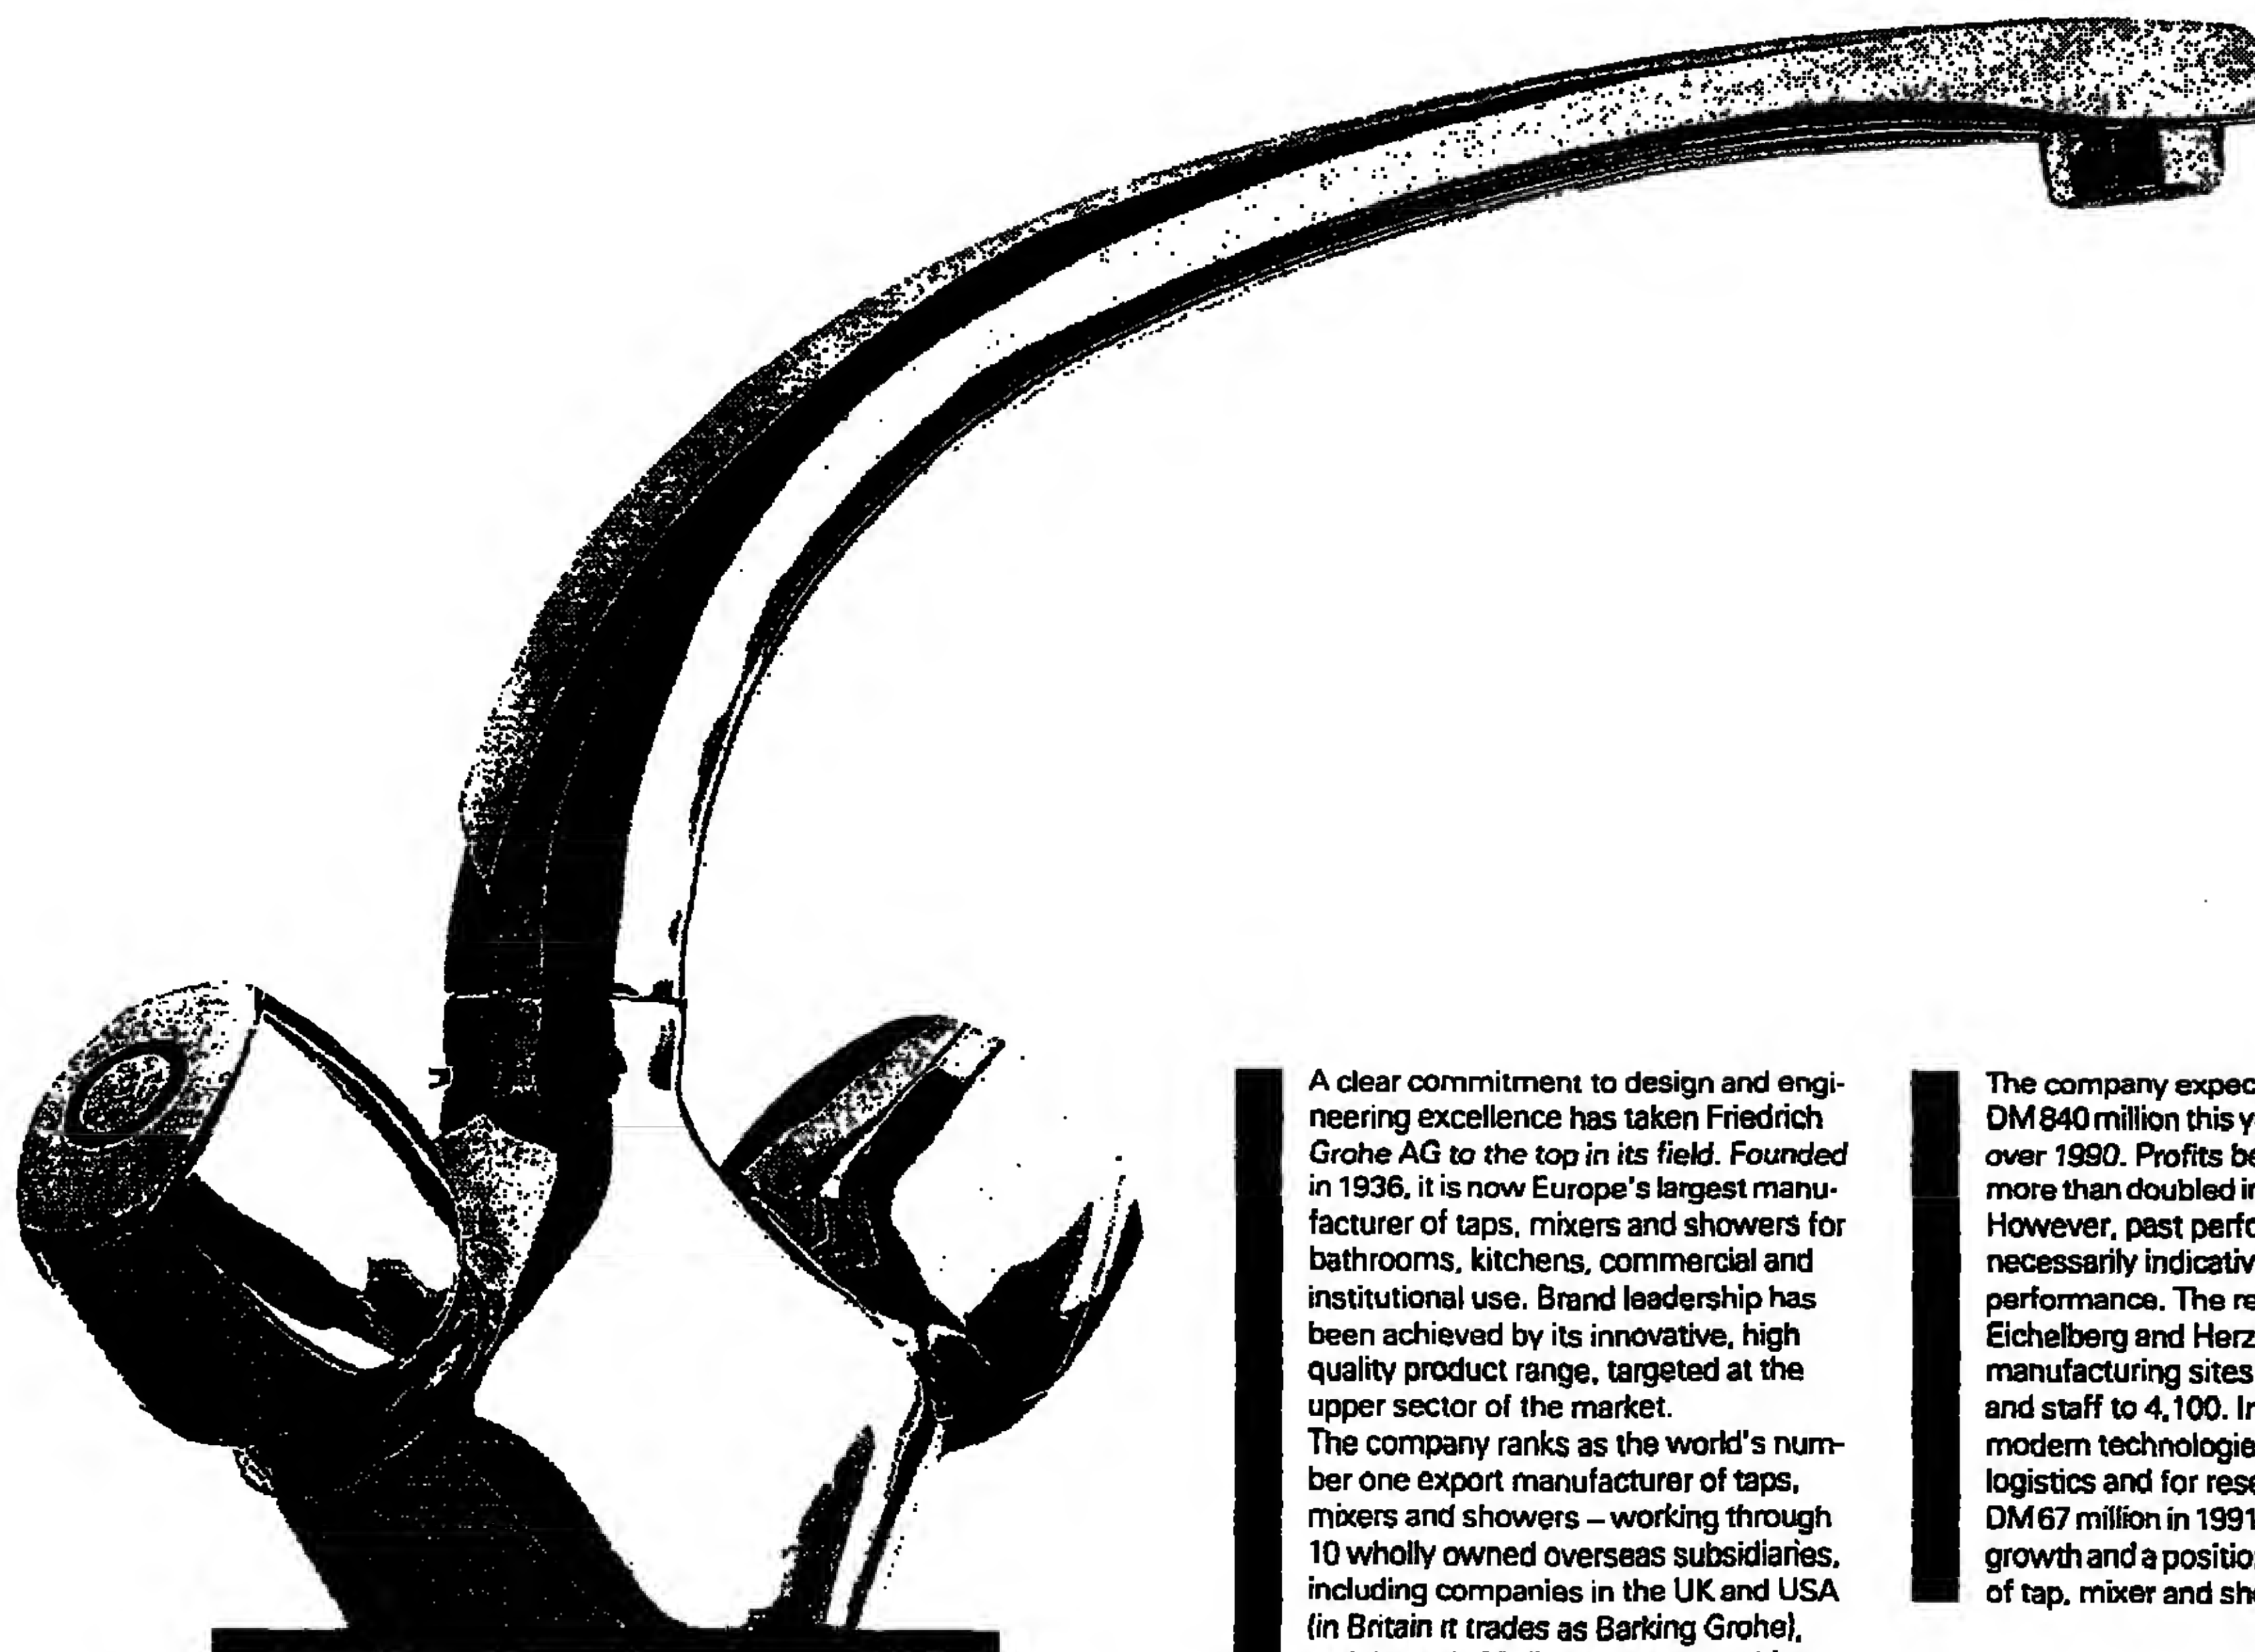 A clear commitment to design and engi-
neering excellence has taken Friedrich
Grohe AG to the top in its field. Founded
in 1936, it is now Europe's largest manu-
facturer of taps, mixers and showers for
bathrooms, kitchens, commercial and
institutional use. Brand leadership has
been achieved by its innovative, high
quality product range, targeted at the
upper sector of the market.
The company ranks as the world's num-
ber one export manufacturer of taps,
mixers and showers – working through
10 wholly owned overseas subsidiaries,
including companies in the UK and USA
(in Britain it trades as Barking Grohe),
The company expec
DM 840 million this y
over 1990. Profits be
more than doubled in
However, past perfo
necessarily indicativ
performance. The re
Eichelberg and Herz
manufacturing sites
and staff to 4,100. In
modern technologie
logistics and for rese
DM 67 million in 1991
growth and a positio
of tap, mixer and sh